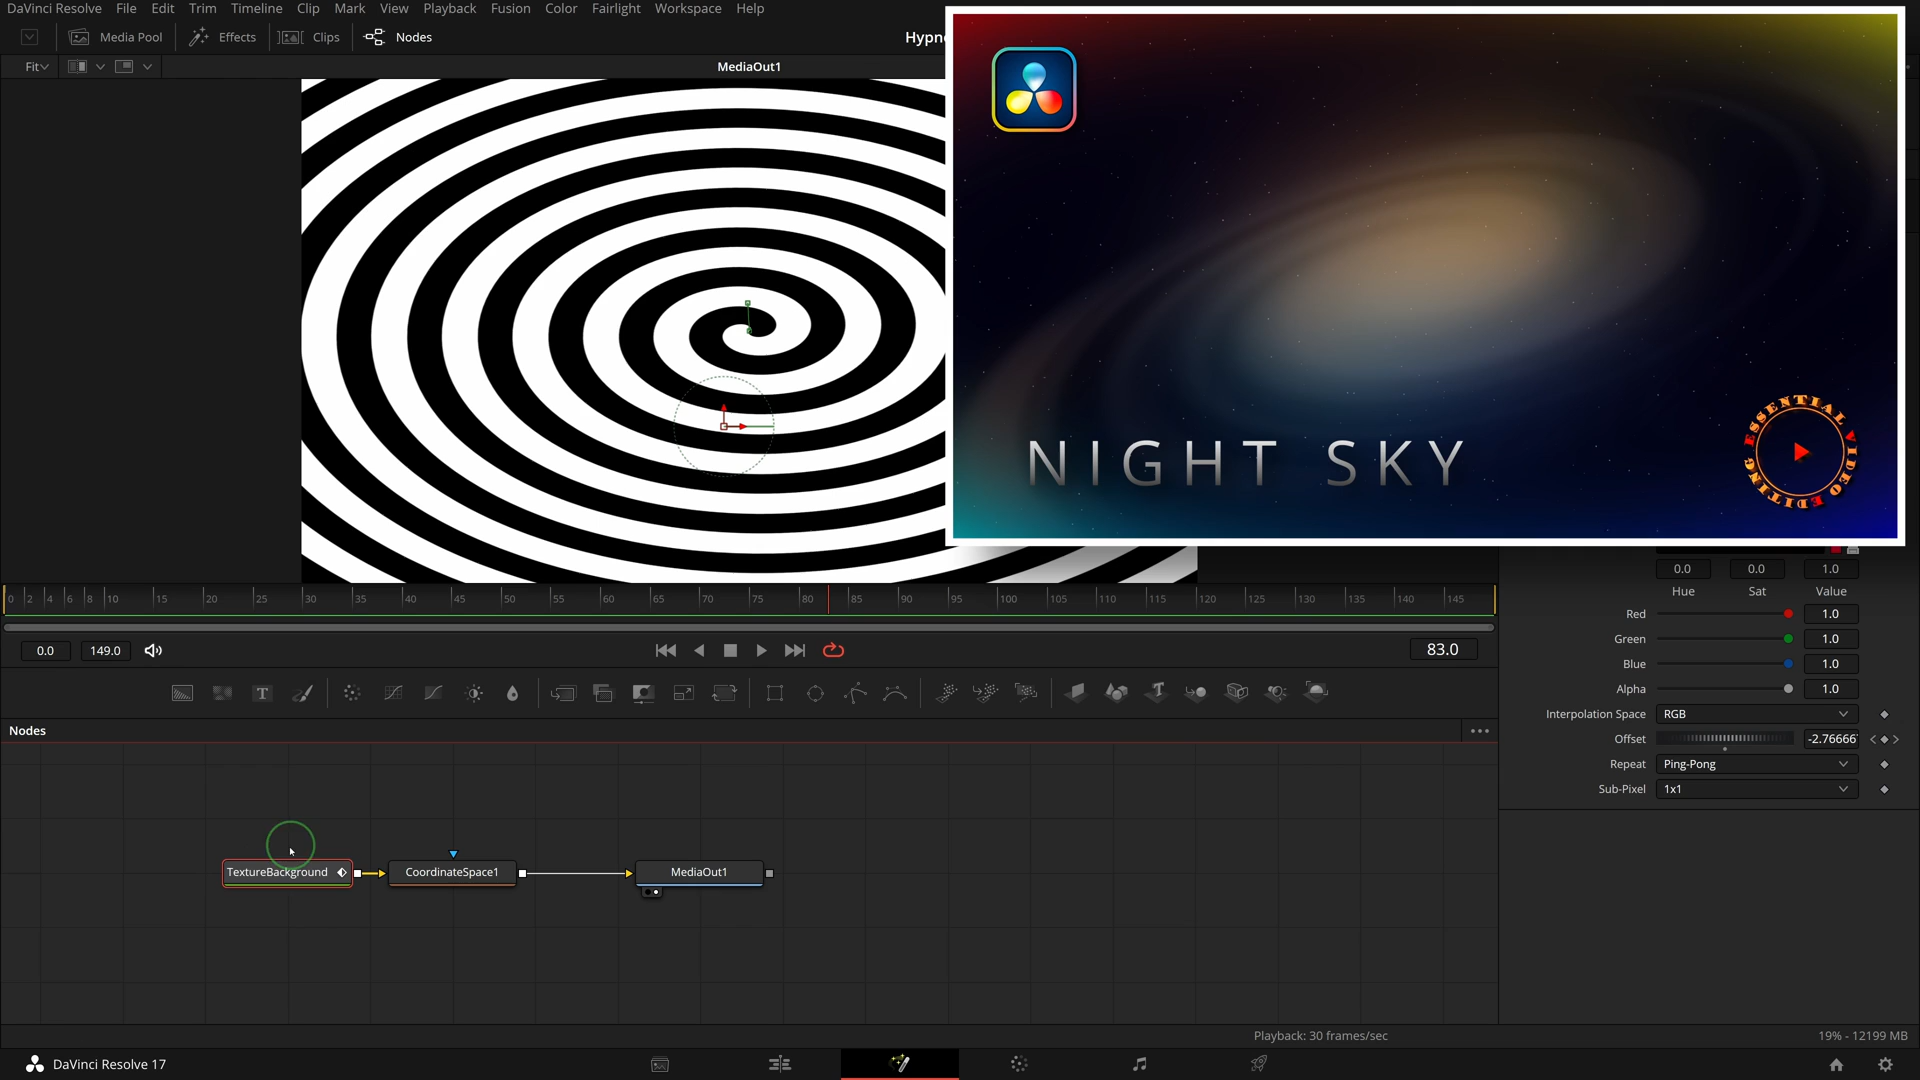 DaVinci Resolve File Edit Trim Timeline Clip Mark View Playback Fusion Color Fairlight Workspace Help
Media Pool Effects Clips Nodes Hypn
Fit MediaOut1
NIGHT SKY
ESSENTIAL VIDEO EDITING
0.0 0.0 1.0
Hue Sat Value
0 2 4 6 8 10 15 20 25 30 35 40 45 50 55 60 65 70 75 80 85 90 95 100 105 110 115 120 125 130 135 140 145
Red 1.0
Green 1.0
0.0 149.0 83.0
Blue 1.0
Alpha 1.0
T
Interpolation Space RGB
Nodes
Offset -2.76666
Repeat Ping-Pong
Sub-Pixel 1x1
TextureBackground CoordinateSpace1 MediaOut1
Playback: 30 frames/sec 19% - 12199 MB
DaVinci Resolve 17